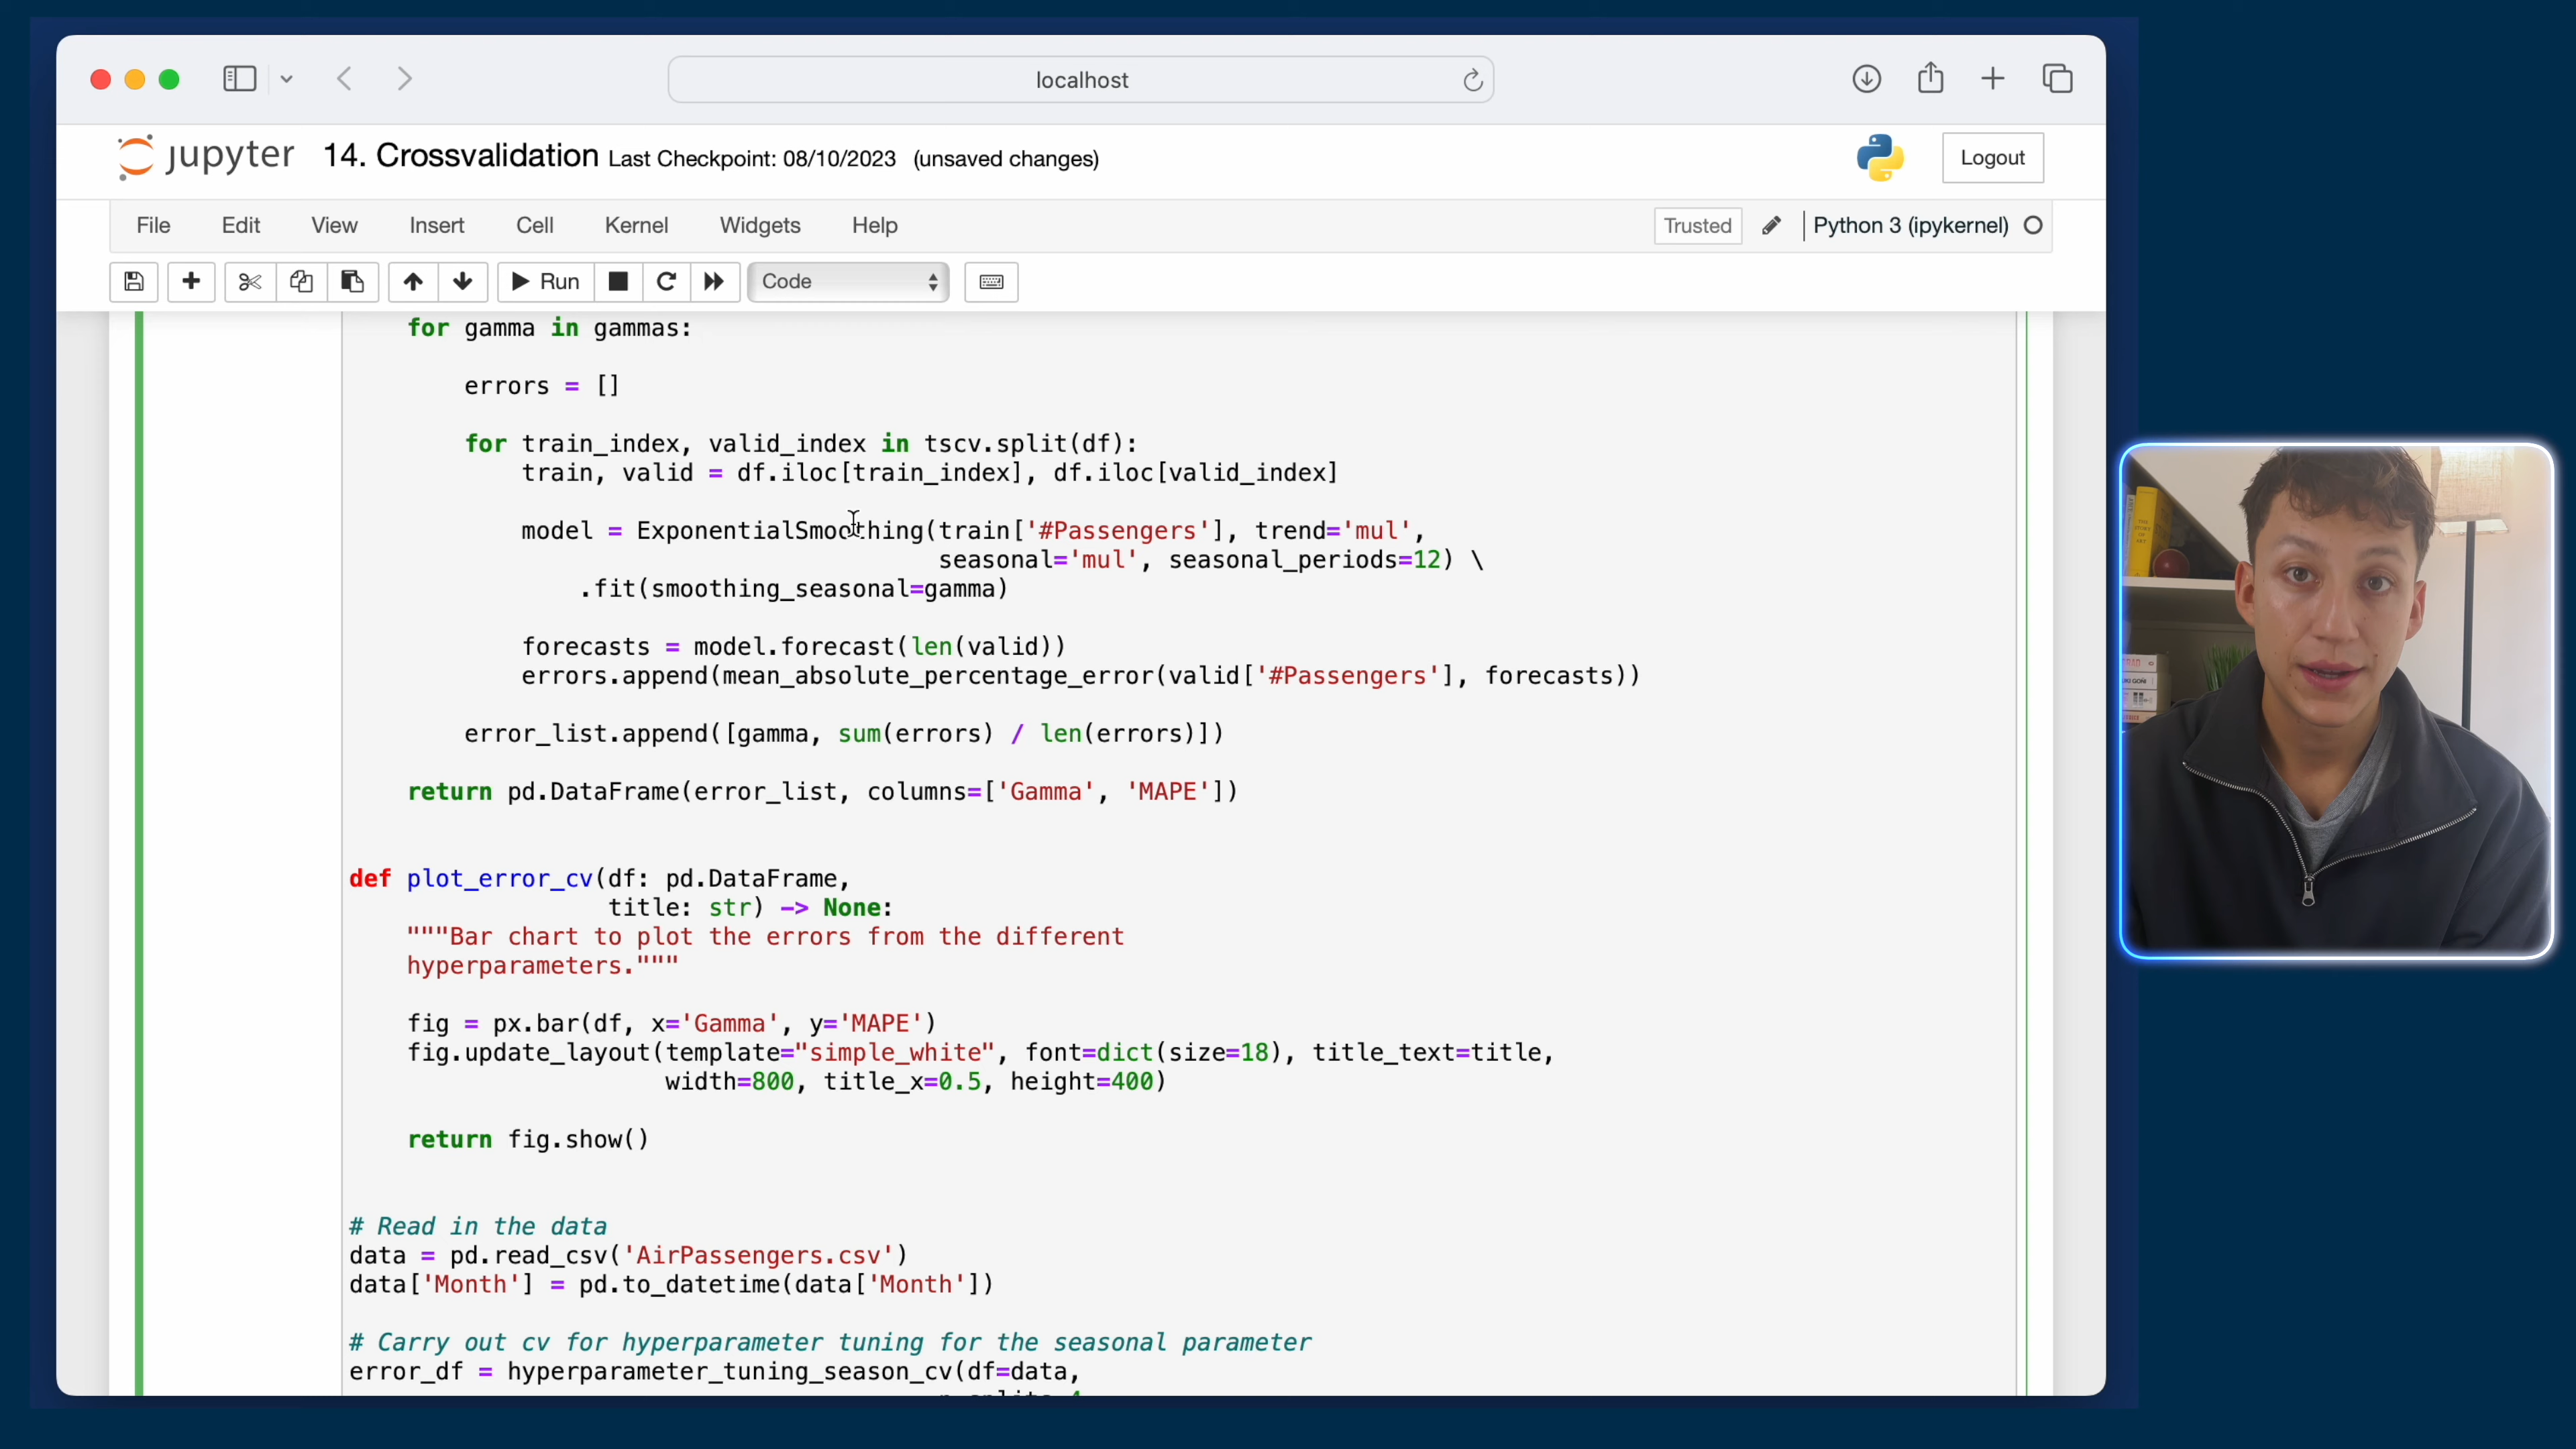 localhost
jupyter 14. Crossvalidation Last Checkpoint: 08/10/2023 (unsaved changes)
Logout
File Edit View Insert Cell Kernel Widgets Help
Trusted
Python 3 (ipykernel)
Run
Code
for gamma in gammas:
errors = []
for train_index, valid_index in tscv.split(df):
train, valid = df.iloc[train_index], df.iloc[valid_index]
model = ExponentialSmoothing(train['#Passengers'], trend='mul',
seasonal='mul', seasonal_periods=12) \
.fit(smoothing_seasonal=gamma)
forecasts = model.forecast(len(valid))
errors.append(mean_absolute_percentage_error(valid['#Passengers'], forecasts))
error_list.append([gamma, sum(errors) / len(errors)])
return pd.DataFrame(error_list, columns=['Gamma', 'MAPE'])
def plot_error_cv(df: pd.DataFrame,
title: str) -> None:
"""Bar chart to plot the errors from the different
hyperparameters."""
fig = px.bar(df, x='Gamma', y='MAPE')
fig.update_layout(template="simple_white", font=dict(size=18), title_text=title,
width=800, title_x=0.5, height=400)
return fig.show()
# Read in the data
data = pd.read_csv('AirPassengers.csv')
data['Month'] = pd.to_datetime(data['Month'])
# Carry out cv for hyperparameter tuning for the seasonal parameter
error_df = hyperparameter_tuning_season_cv(df=data,